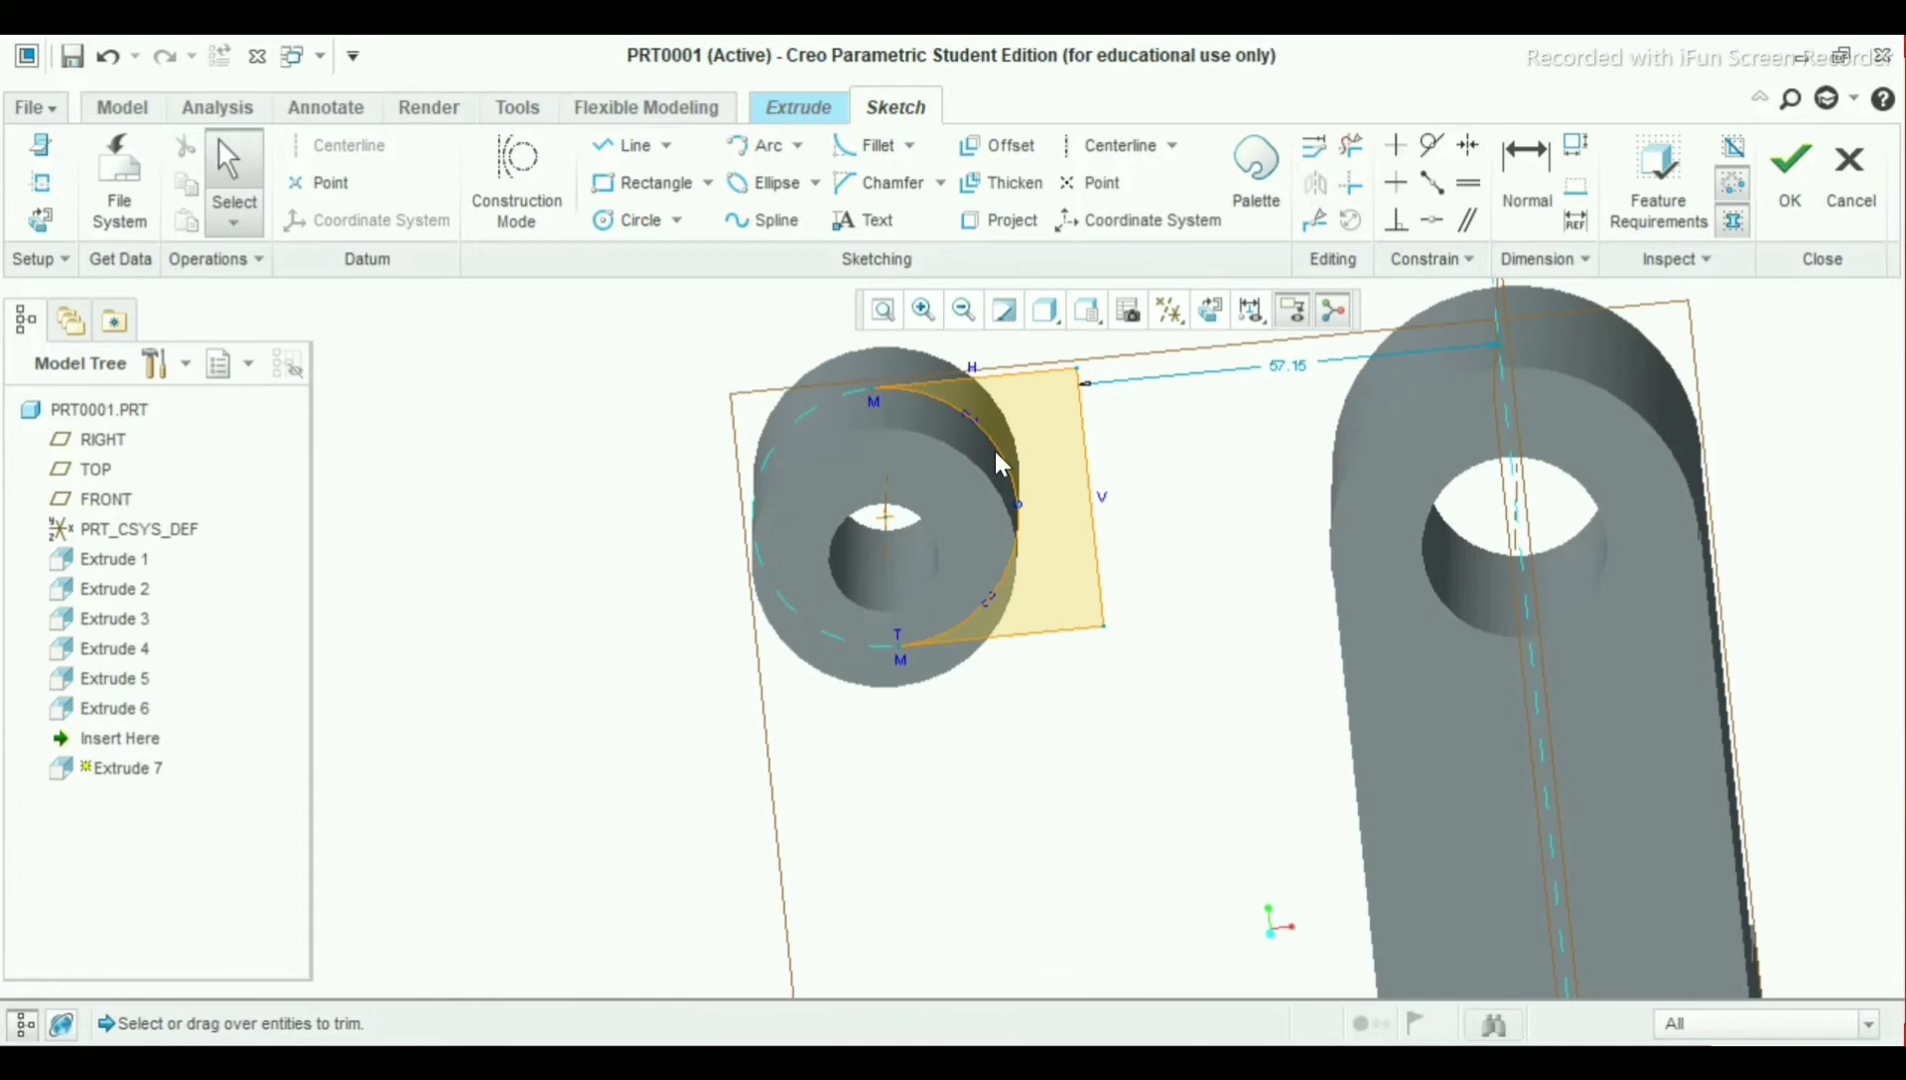 PRT0001 (Active) - Creo Parametric Student Edition (for educational use only)
Recorded with iFun Screen Recorder
File Model Analysis Annotate Render Tools Flexible Modeling Extrude Sketch
Centerline
Point
Coordinate System
File System
Select
Construction Mode
Line Arc Fillet Offset Centerline
Rectangle Ellipse Chamfer Thicken Point
Circle Spline Text Project Coordinate System
Palette
Normal
REF
Feature Requirements
OK
Cancel
Setup Get Data Operations Datum Sketching Editing Constrain Dimension Inspect Close
Model Tree
PRT0001.PRT
RIGHT
TOP
FRONT
PRT_CSYS_DEF
Extrude 1
Extrude 2
Extrude 3
Extrude 4
Extrude 5
Extrude 6
Insert Here
Extrude 7
H
57.15
M
V
T
M
Select or drag over entities to trim.
All